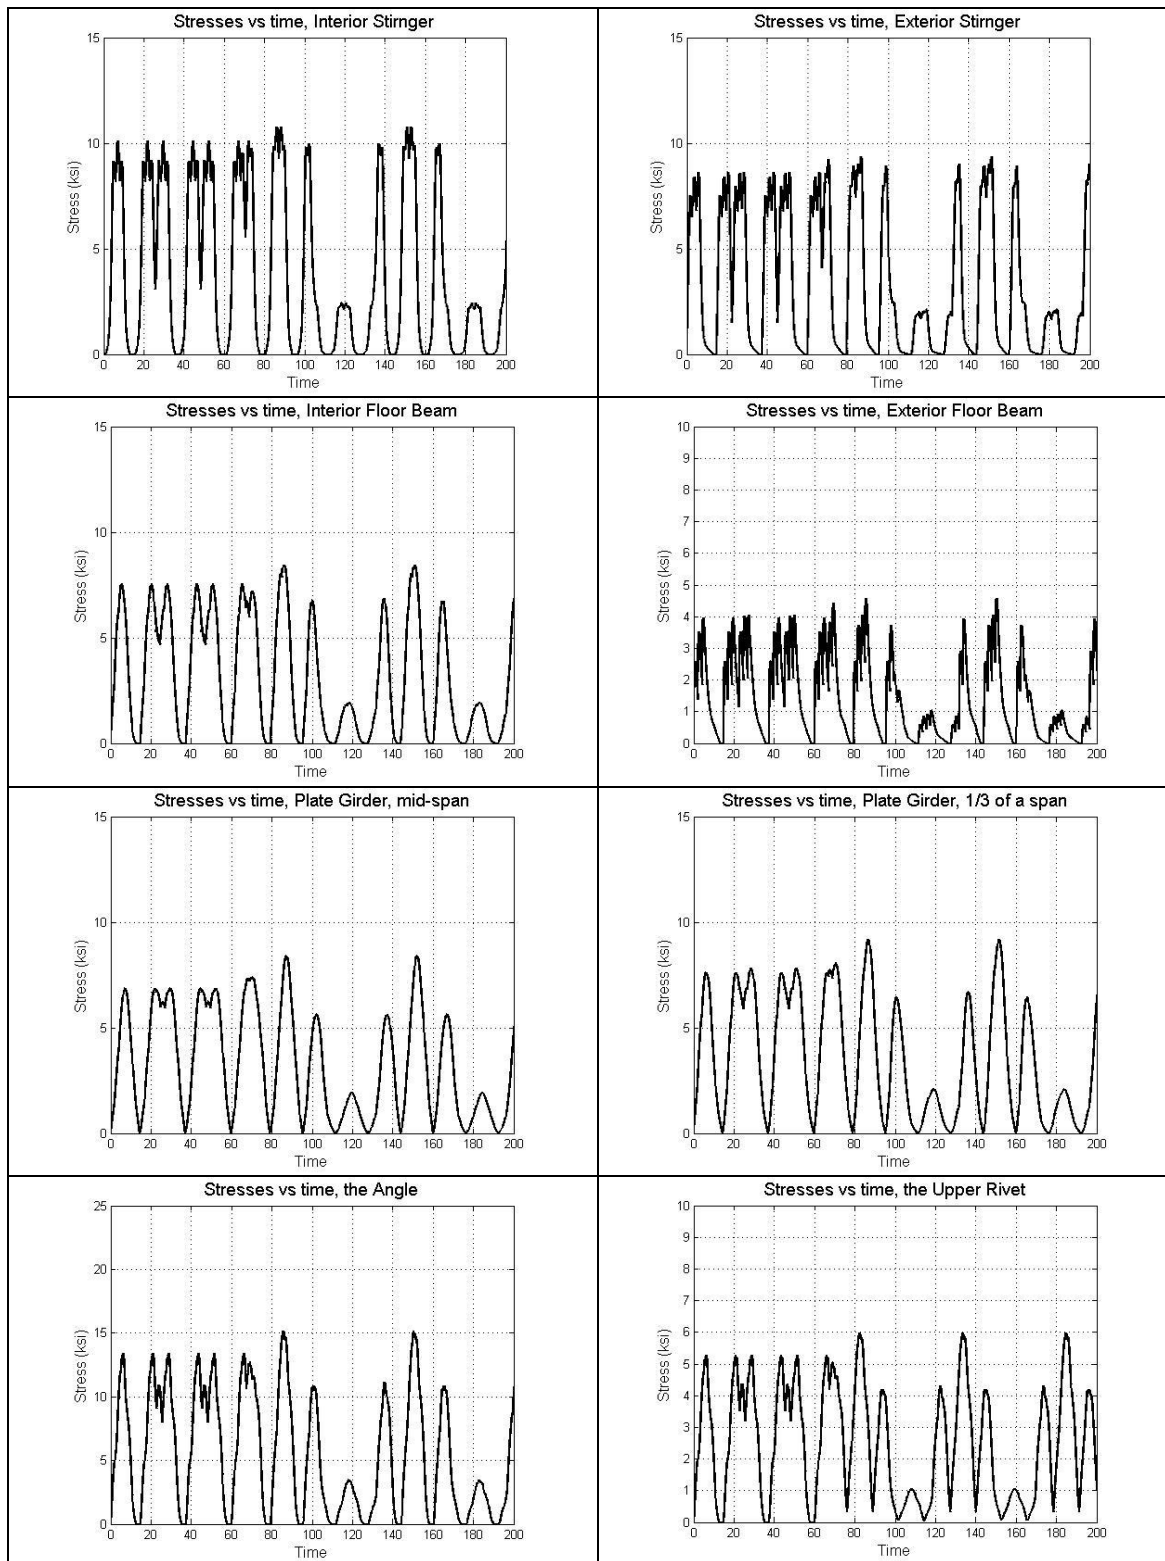 Stresses vs time, Interior Stirnger
15
10
5
0
Stress (ksi)
0 20 40 60 80 100 120 140 160 180 200
Time
Stresses vs time, Exterior Stirnger
15
10
5
0
Stress (ksi)
0 20 40 60 80 100 120 140 160 180 200
Time
Stresses vs time, Interior Floor Beam
15
10
5
0
Stress (ksi)
0 20 40 60 80 100 120 140 160 180 200
Time
Stresses vs time, Exterior Floor Beam
10
9
8
7
6
5
4
3
2
1
0
Stress (ksi)
0 20 40 60 80 100 120 140 160 180 200
Time
Stresses vs time, Plate Girder, mid-span
15
10
5
0
Stress (ksi)
0 20 40 60 80 100 120 140 160 180 200
Time
Stresses vs time, Plate Girder, 1/3 of a span
15
10
5
0
Stress (ksi)
0 20 40 60 80 100 120 140 160 180 200
Time
Stresses vs time, the Angle
25
20
15
10
5
0
Stress (ksi)
0 20 40 60 80 100 120 140 160 180 200
Time
Stresses vs time, the Upper Rivet
10
9
8
7
6
5
4
3
2
1
0
Stress (ksi)
0 20 40 60 80 100 120 140 160 180 200
Time